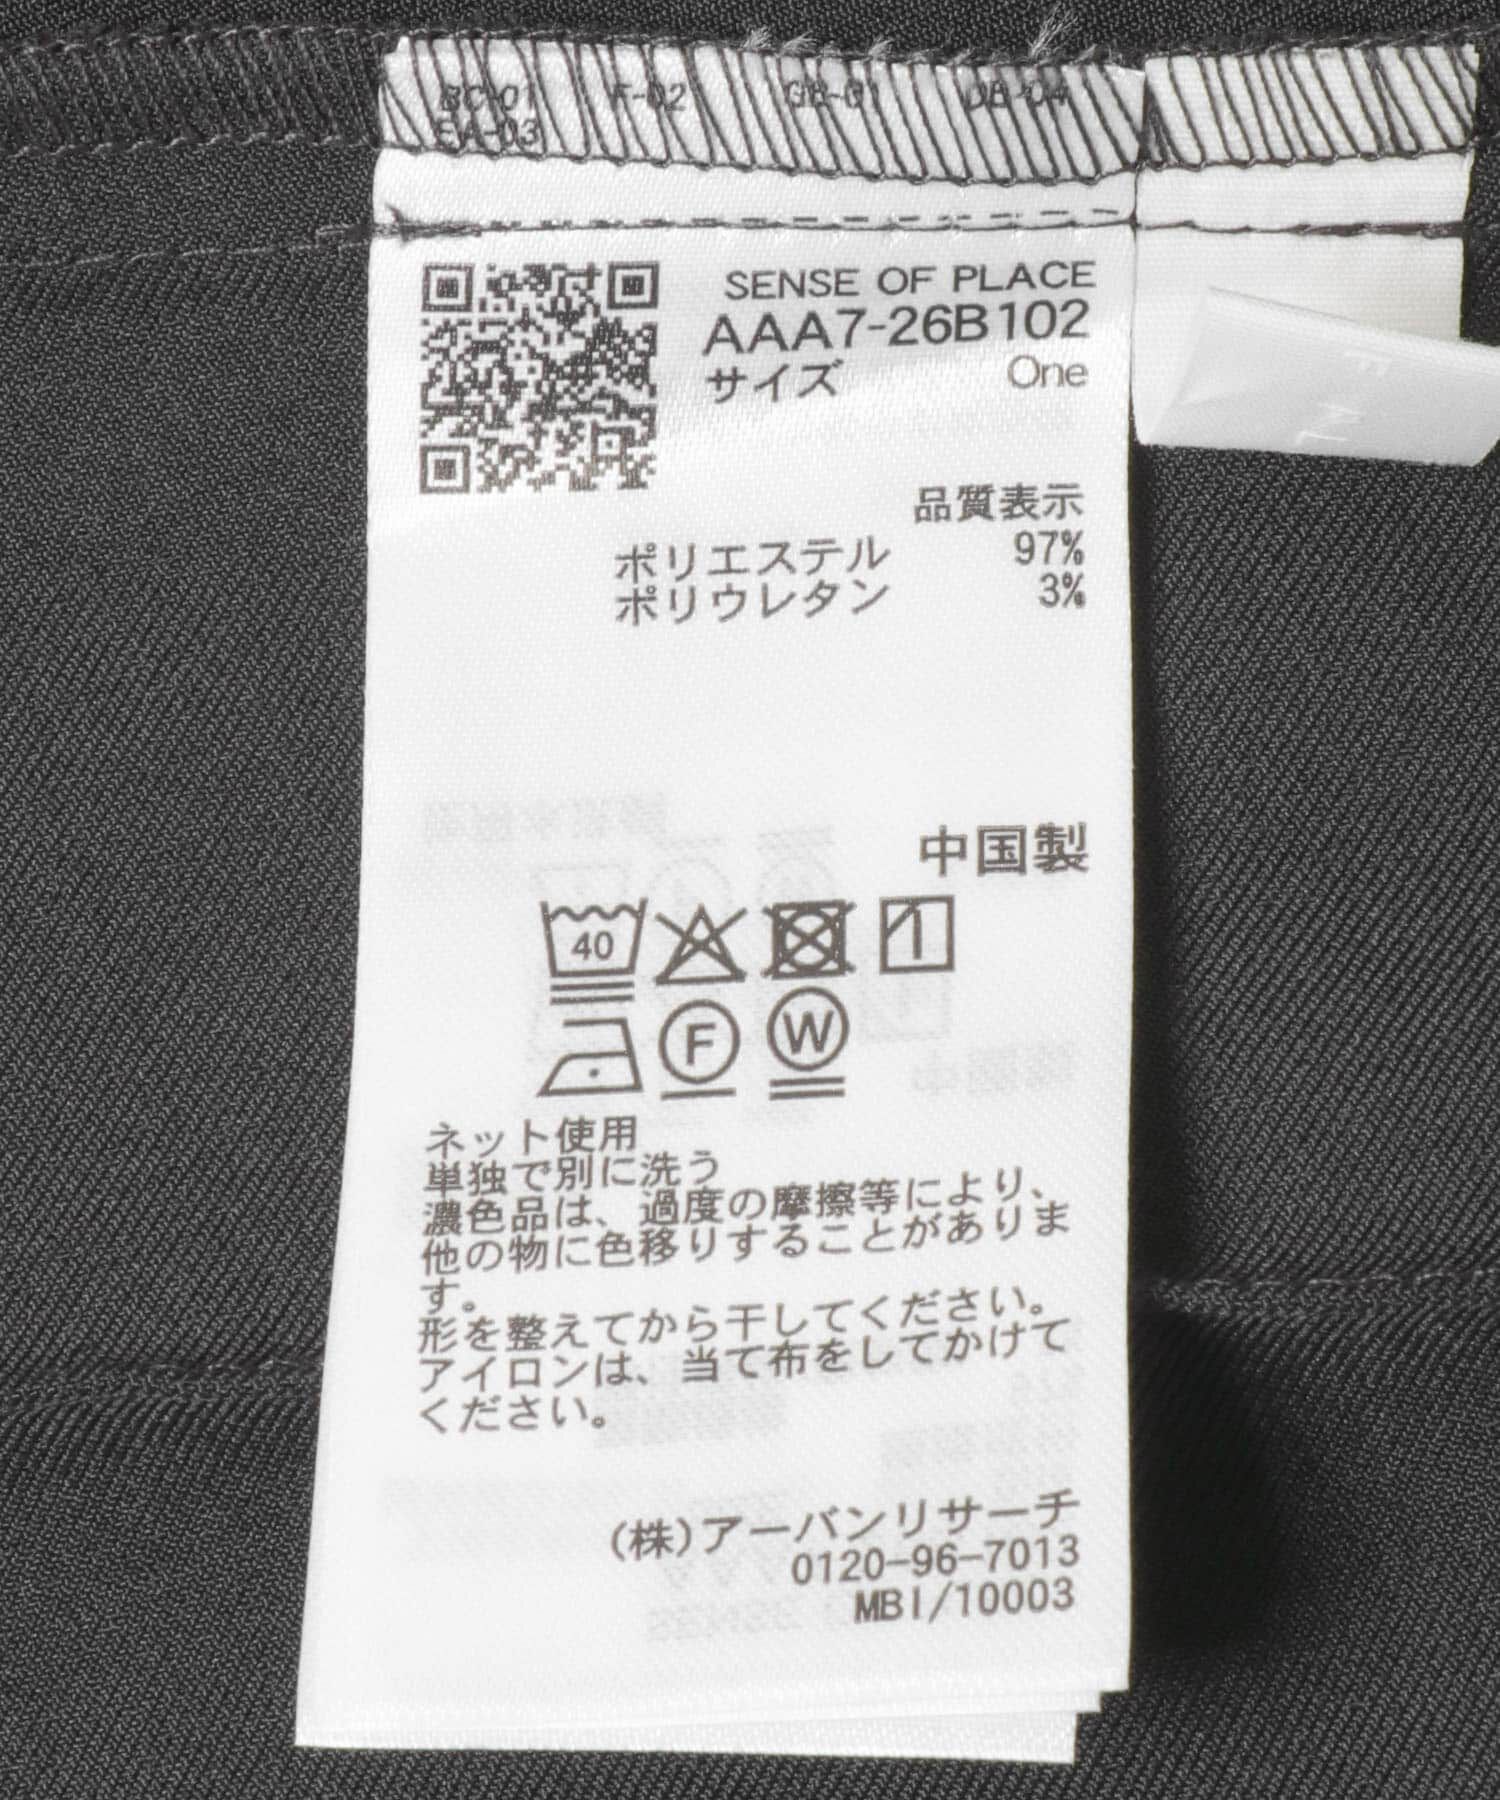 SENSE OF PLACE
AAA7-26B102
サイズ One
品質表示
ポリエステル 97%
ポリウレタン 3%
中国製
40
F W
ネット使用
単独で別に洗う
濃色品は、過度の摩擦等により、
他の物に色移りすることがありま
す。
形を整えてから干してください。
アイロンは、当て布をしてかけて
ください。
(株)アーバンリサーチ
0120-96-7013
MBI/10003